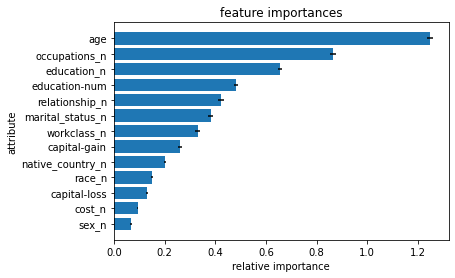 feature importances
age
occupations_n
education_n
education-num
relationship_n
marital_status_n
workclass_n
capital-gain
native_country_n
race_n
capital-loss
cost_n
sex_n
attribute
0.0 0.2 0.4 0.6 0.8 1.0 1.2
relative importance